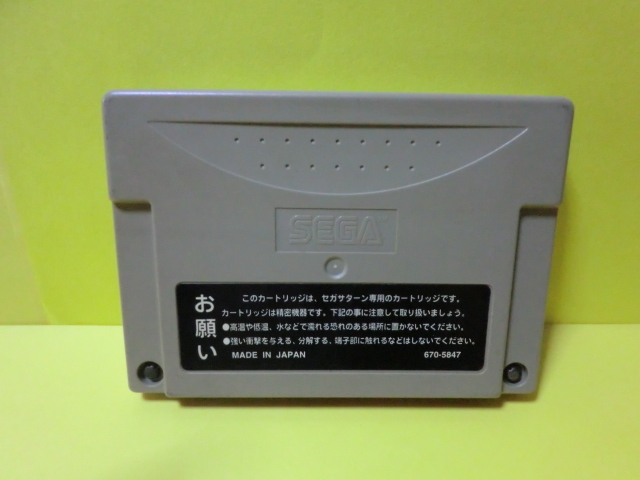 SEGA
お願い
このカートリッジは、セガサターン専用のカートリッジです。
カートリッジは精密機器です。下記の事に注意して取り扱いましょう。
●高温や低温、水などで濡れる恐れのある場所に置かないでください。
●強い衝撃を与える、分解する、端子部に触れるなどはしないでください。
MADE IN JAPAN 670-5847